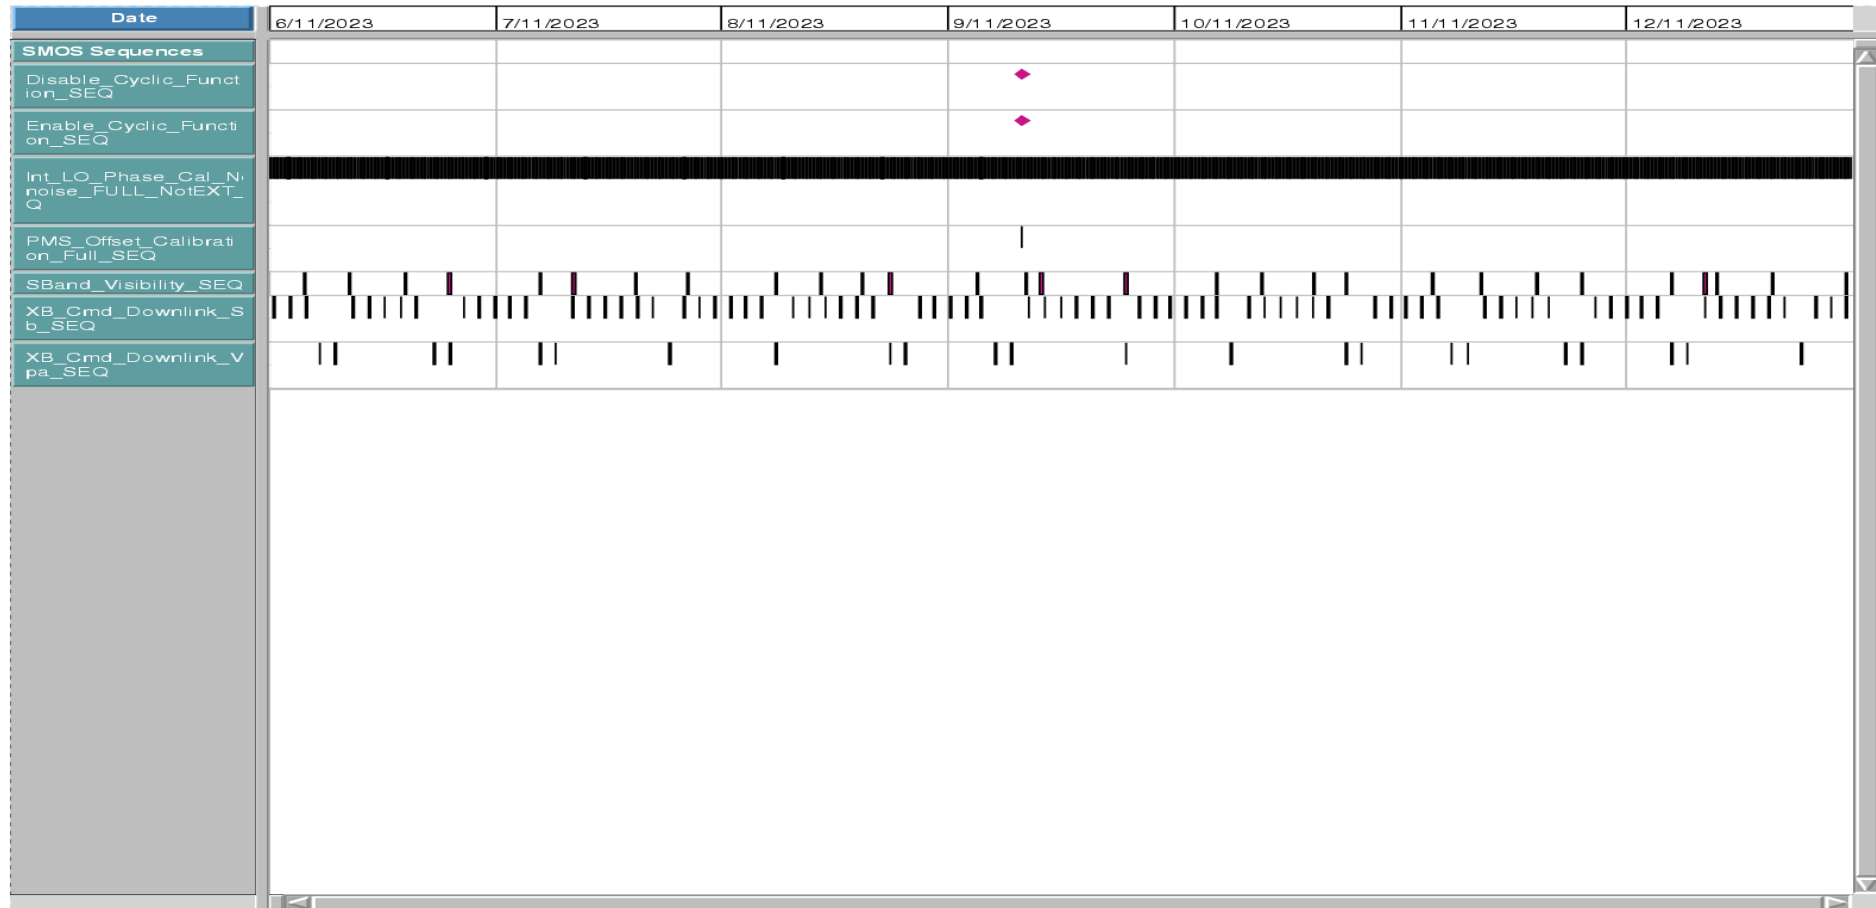 Date
6/11/2023
7/11/2023
8/11/2023
9/11/2023
10/11/2023
11/11/2023
12/11/2023
SMOS Sequences
Disable_Cyclic_Funct
ion_SEQ
Enable_Cyclic_Functi
on_SEQ
Int_LO_Phase_Cal_N
noise_FULL_NotEXT_
Q
PMS_Offset_Calibrati
on_Full_SEQ
SBand_Visibility_SEQ
XB_Cmd_Downlink_S
b_SEQ
XB_Cmd_Downlink_V
pa_SEQ